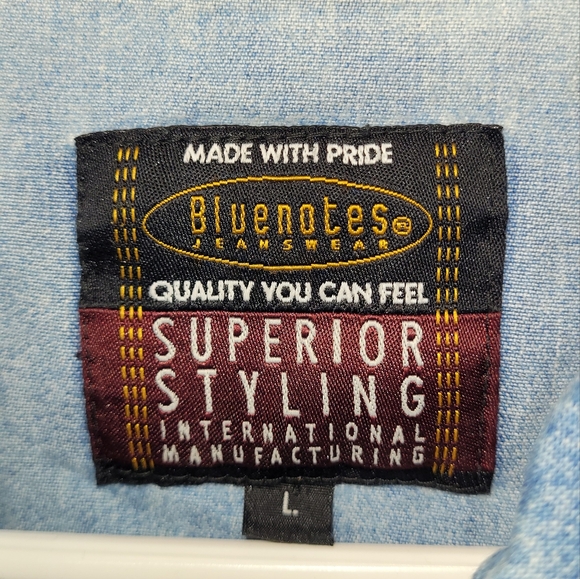 MADE WITH PRIDE
Bluenotes®
JEANSWEAR
QUALITY YOU CAN FEEL
SUPERIOR
STYLING
INTERNATIONAL
MANUFACTURING
L.